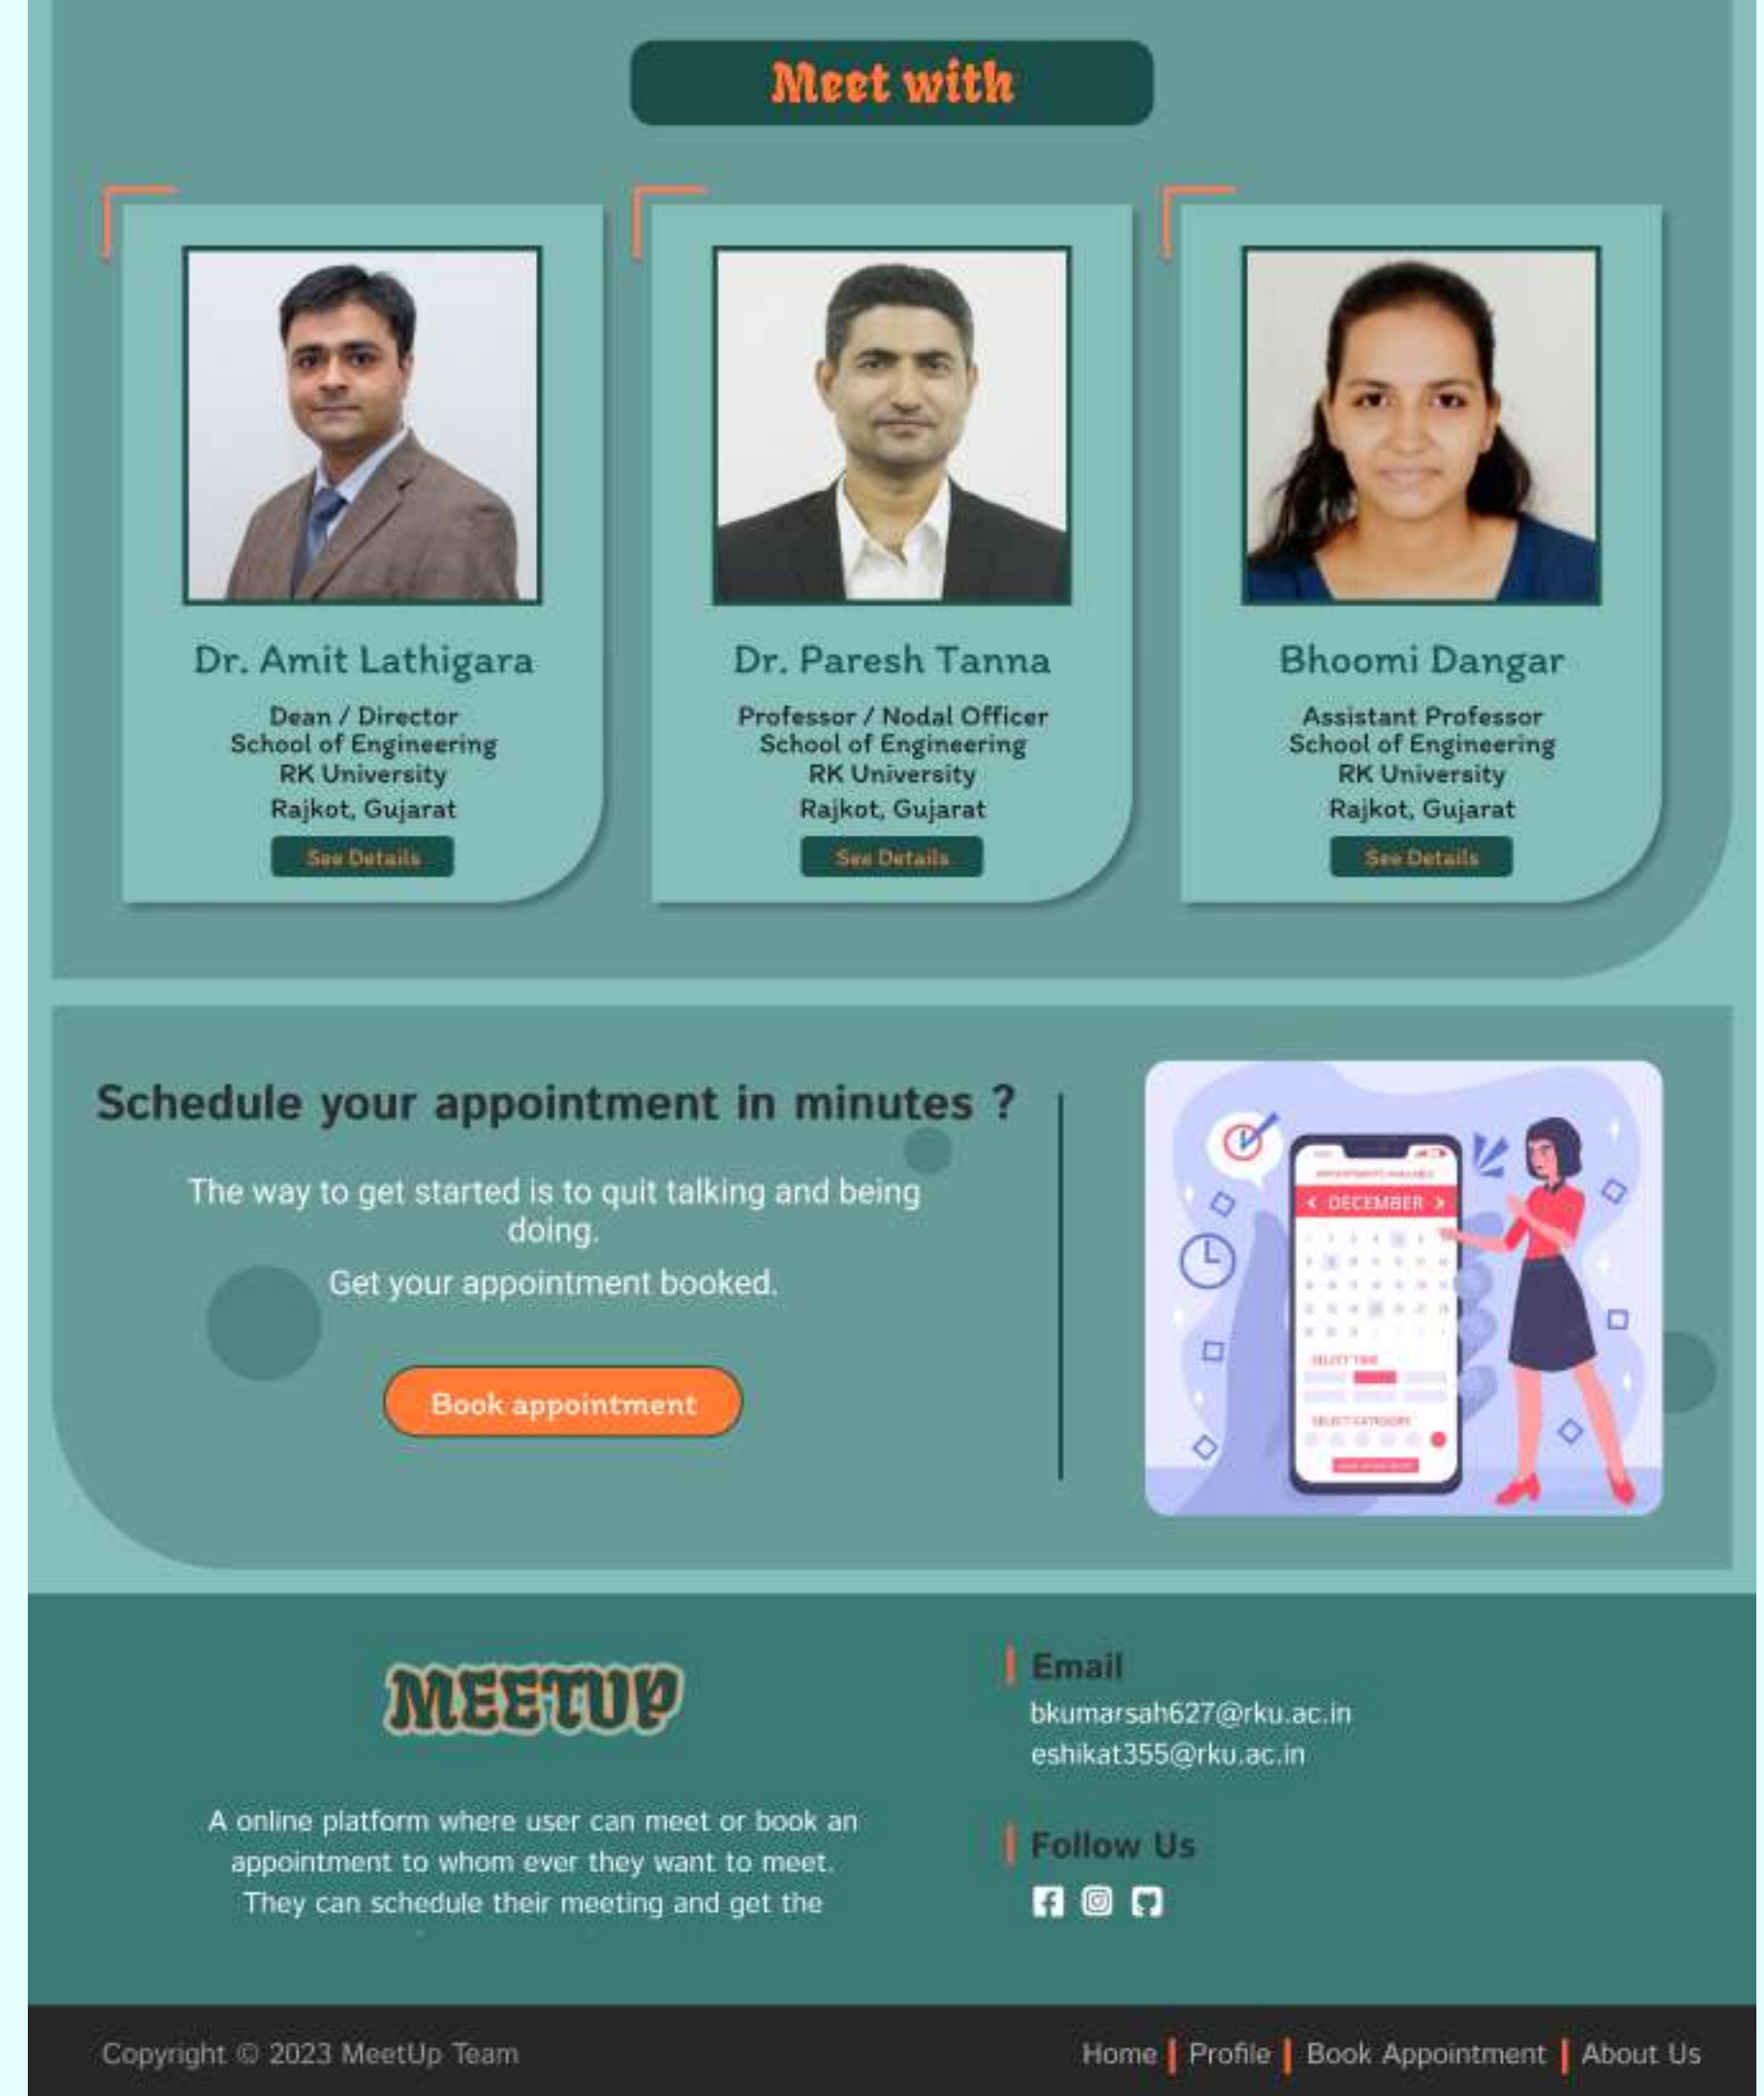 Meet with
Dr. Amit Lathigara
Dean / Director
School of Engineering
RK University
Rajkot, Gujarat
See Details
Dr. Paresh Tanna
Professor / Nodal Officer
School of Engineering
RK University
Rajkot, Gujarat
See Details
Bhoomi Dangar
Assistant Professor
School of Engineering
RK University
Rajkot, Gujarat
See Details
Schedule your appointment in minutes ?
The way to get started is to quit talking and being
doing.
Get your appointment booked.
Book appointment
< DECEMBER >
SELECT TIME
SELECT CATEGORY
MEETUP
A online platform where user can meet or book an
appointment to whom ever they want to meet.
They can schedule their meeting and get the
Email
bkumarsah627@rku.ac.in
eshikat355@rku.ac.in
Follow Us
Copyright © 2023 MeetUp Team
Home | Profile | Book Appointment | About Us